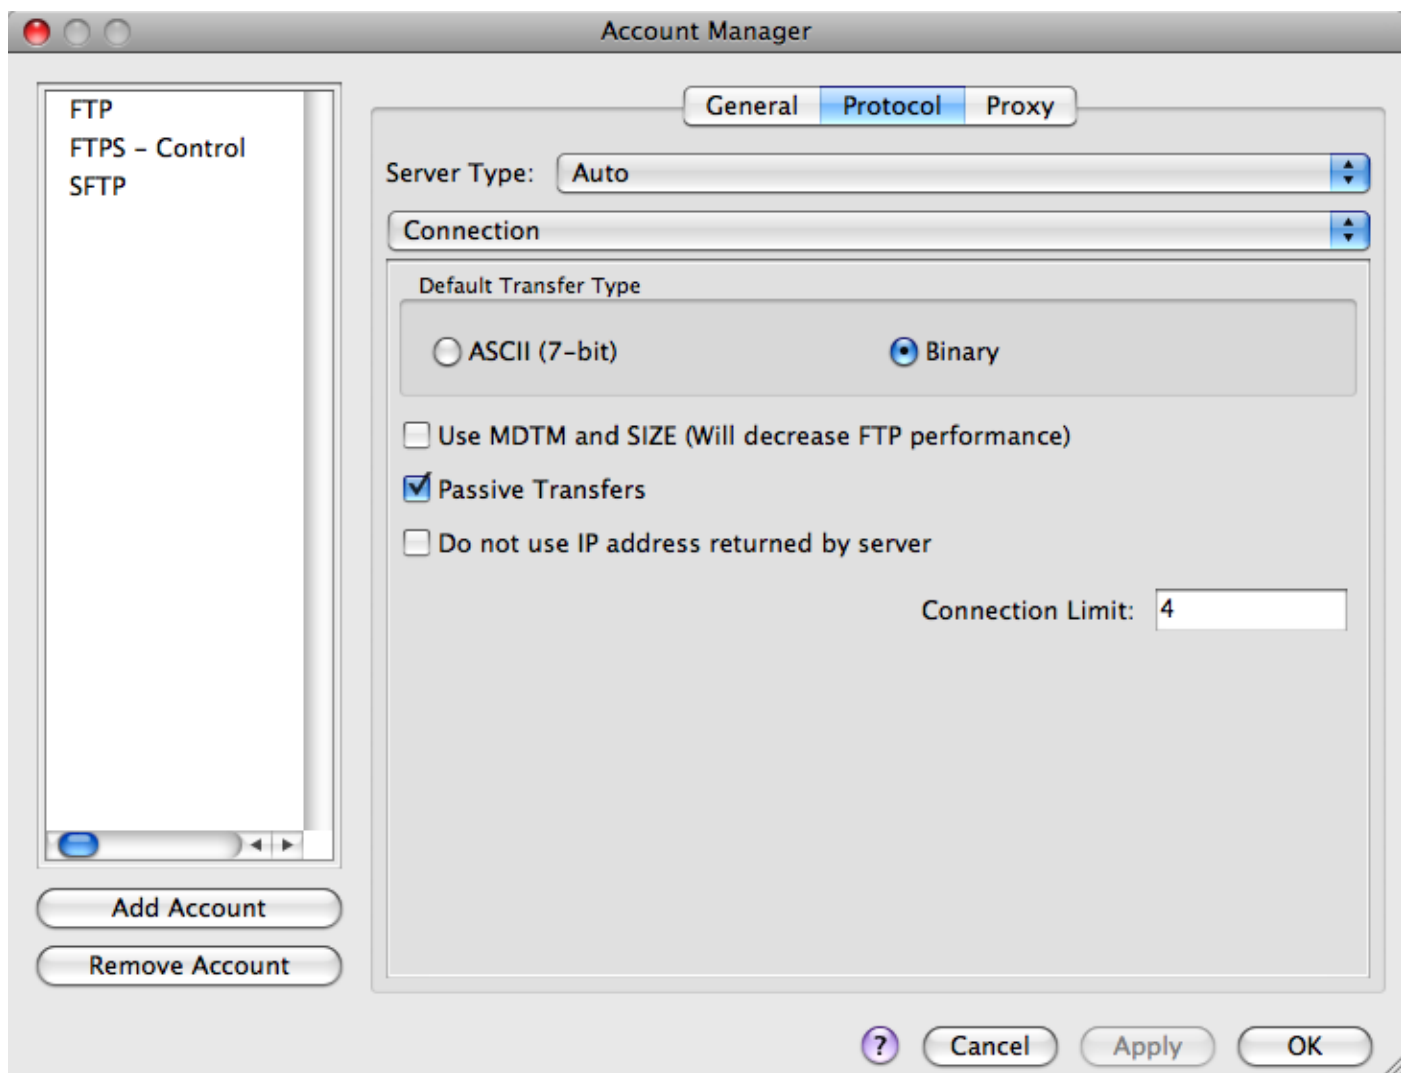 Account Manager
FTP
FTPS – Control
SFTP
Add Account
Remove Account
General Protocol Proxy
Server Type: Auto
Connection
Default Transfer Type
ASCII (7-bit) Binary
Use MDTM and SIZE (Will decrease FTP performance)
Passive Transfers
Do not use IP address returned by server
Connection Limit: 4
? Cancel Apply OK